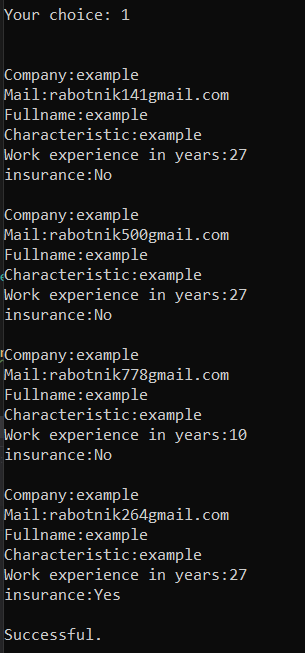 Your choice: 1
Company:example
Mail:rabotnik141gmail.com
Fullname:example
Characteristic:example
Work experience in years:27
insurance:No
Company:example
Mail:rabotnik500gmail.com
Fullname:example
Characteristic:example
Work experience in years:27
insurance:No
Company:example
Mail:rabotnik778gmail.com
Fullname:example
Characteristic:example
Work experience in years:10
insurance:No
Company:example
Mail:rabotnik264gmail.com
Fullname:example
Characteristic:example
Work experience in years:27
insurance:Yes
Successful.